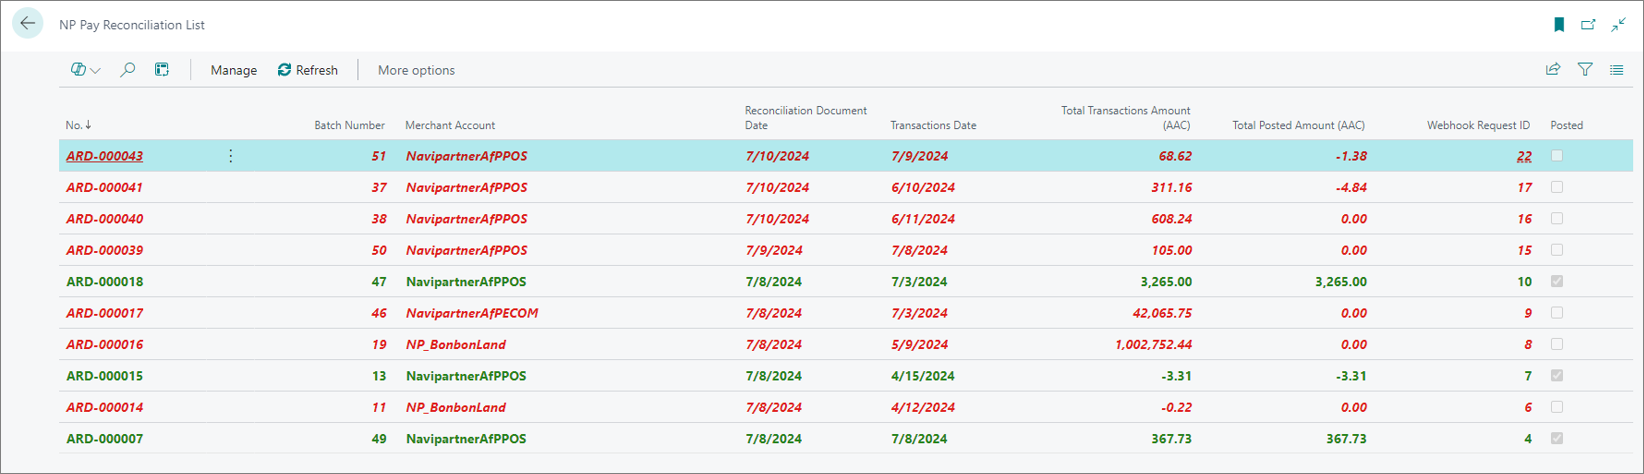 NP Pay Reconciliation List
Manage Refresh More options
No. ↓ Batch Number Merchant Account Reconciliation Document Date Transactions Date Total Transactions Amount (AAC) Total Posted Amount (AAC) Webhook Request ID Posted
ARD-000043 51 NavipartnerAfPPOS 7/10/2024 7/9/2024 68.62 -1.38 22
ARD-000041 37 NavipartnerAfPPOS 7/10/2024 6/10/2024 311.16 -4.84 17
ARD-000040 38 NavipartnerAfPPOS 7/10/2024 6/11/2024 608.24 0.00 16
ARD-000039 50 NavipartnerAfPPOS 7/9/2024 7/8/2024 105.00 0.00 15
ARD-000018 47 NavipartnerAfPPOS 7/8/2024 7/3/2024 3,265.00 3,265.00 10
ARD-000017 46 NavipartnerAfPECOM 7/8/2024 7/3/2024 42,065.75 0.00 9
ARD-000016 19 NP_BonbonLand 7/8/2024 5/9/2024 1,002,752.44 0.00 8
ARD-000015 13 NavipartnerAfPPOS 7/8/2024 4/15/2024 -3.31 -3.31 7
ARD-000014 11 NP_BonbonLand 7/8/2024 4/12/2024 -0.22 0.00 6
ARD-000007 49 NavipartnerAfPPOS 7/8/2024 7/8/2024 367.73 367.73 4